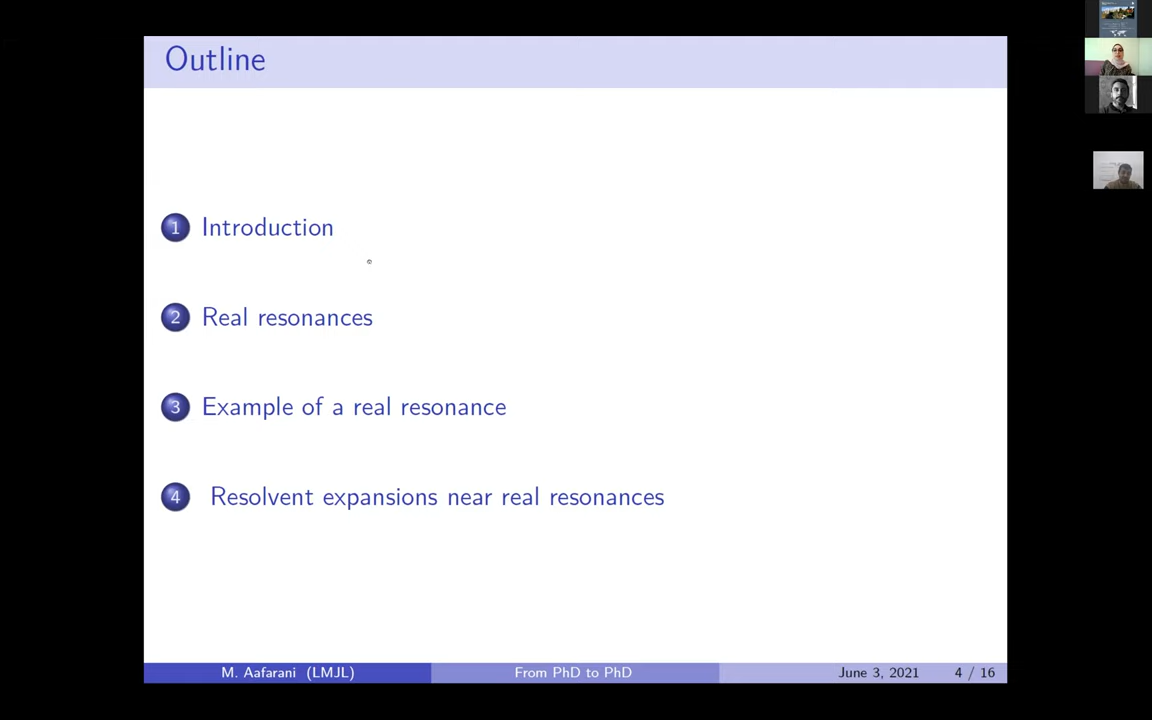 Outline
1 Introduction
2 Real resonances
3 Example of a real resonance
4 Resolvent expansions near real resonances
M. Aafarani (LMJL) From PhD to PhD June 3, 2021 4 / 16